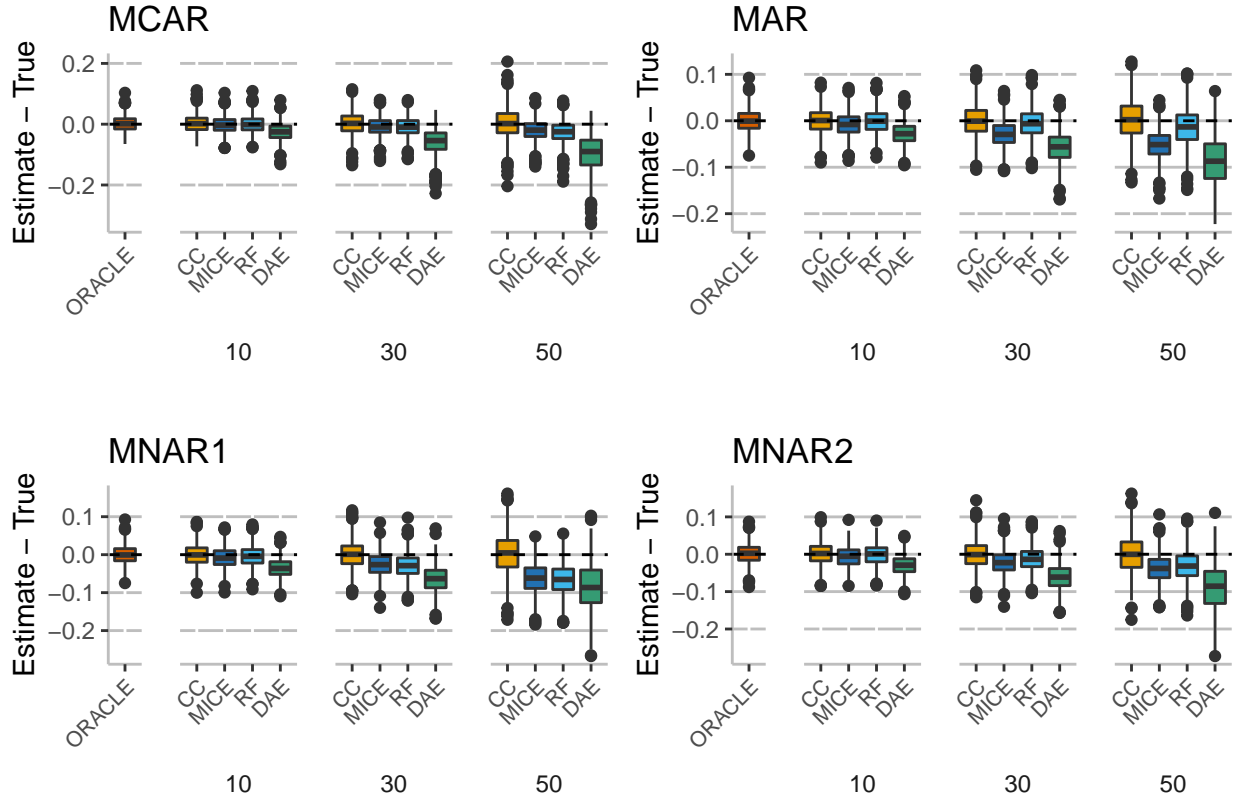 MCAR
Estimate − True
0.2
0.0
−0.2
ORACLE
CC
MICE
RF
DAE
CC
MICE
RF
DAE
CC
MICE
RF
DAE
10 30 50
MAR
Estimate − True
0.1
0.0
−0.1
−0.2
ORACLE
CC
MICE
RF
DAE
CC
MICE
RF
DAE
CC
MICE
RF
DAE
10 30 50
MNAR1
Estimate − True
0.1
0.0
−0.1
−0.2
ORACLE
CC
MICE
RF
DAE
CC
MICE
RF
DAE
CC
MICE
RF
DAE
10 30 50
MNAR2
Estimate − True
0.1
0.0
−0.1
−0.2
ORACLE
CC
MICE
RF
DAE
CC
MICE
RF
DAE
CC
MICE
RF
DAE
10 30 50